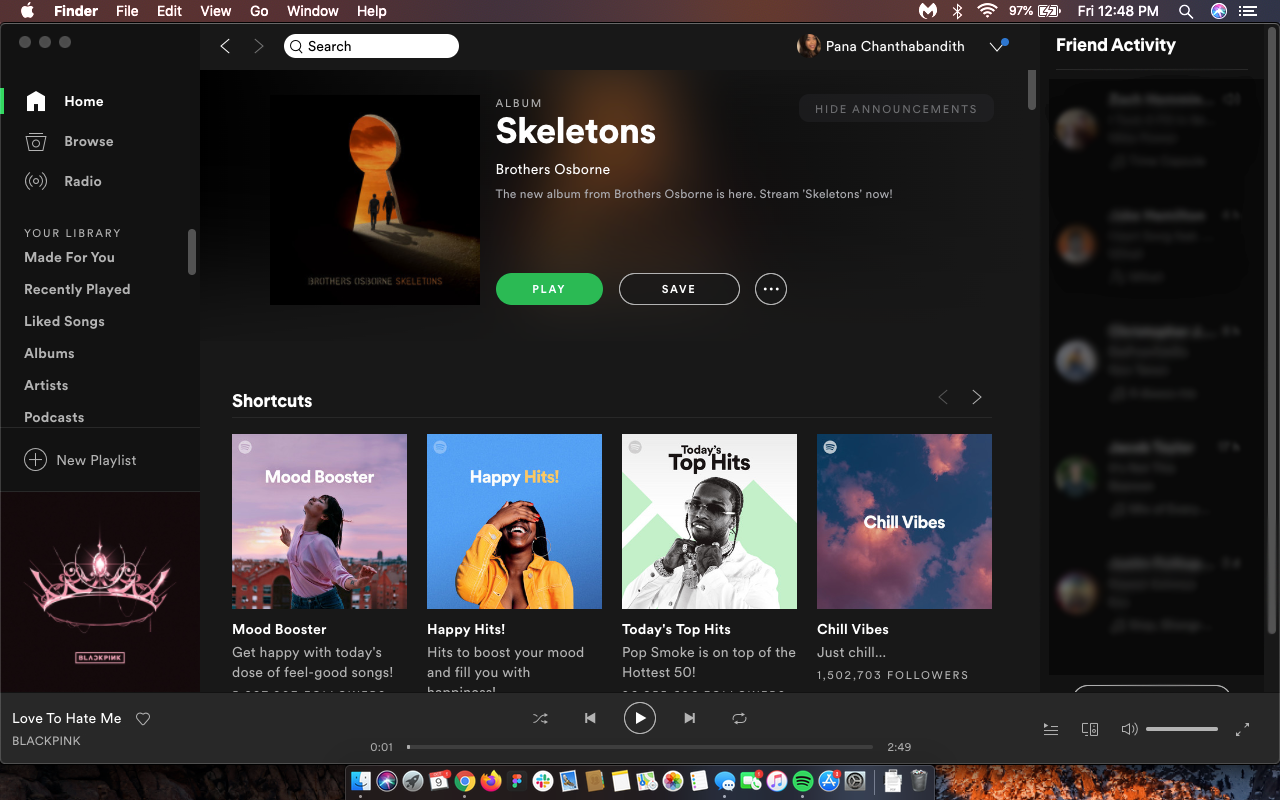 Finder File Edit View Go Window Help 97% Fri 12:48 PM
Search
Pana Chanthabandith
Friend Activity
Home
Browse
Radio
YOUR LIBRARY
Made For You
Recently Played
Liked Songs
Albums
Artists
Podcasts
New Playlist
BLACKPINK
ALBUM
Skeletons
HIDE ANNOUNCEMENTS
Brothers Osborne
The new album from Brothers Osborne is here. Stream 'Skeletons' now!
BROTHERS OSBORNE SKELETONS
PLAY SAVE
Shortcuts
Mood Booster
Happy Hits!
Today's
Top Hits
Chill Vibes
Mood Booster
Get happy with today's
dose of feel-good songs!
Happy Hits!
Hits to boost your mood
and fill you with
happiness!
Today's Top Hits
Pop Smoke is on top of the
Hottest 50!
Chill Vibes
Just chill...
1,502,703 FOLLOWERS
Love To Hate Me
BLACKPINK
0:01
2:49
9